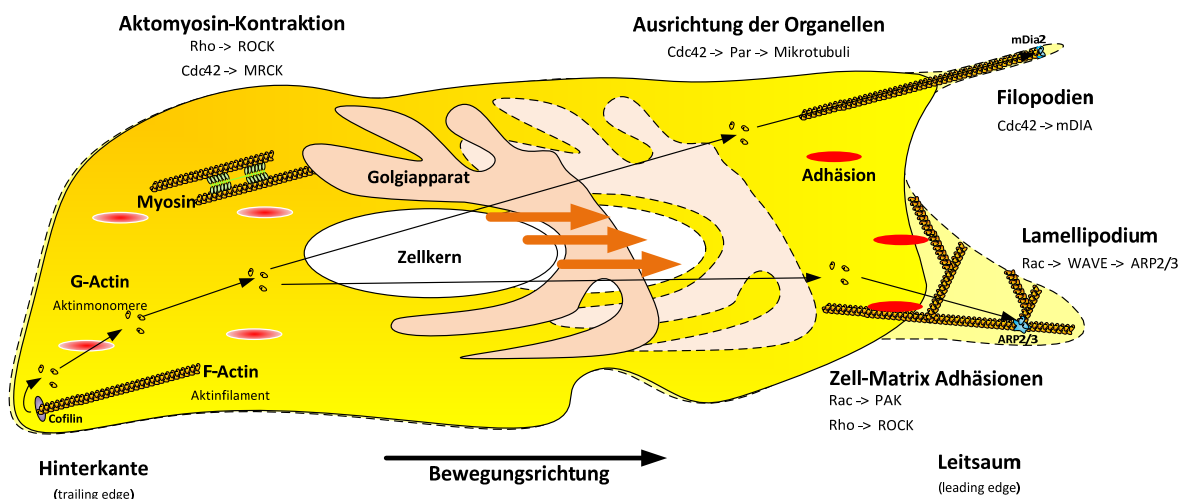 Aktomyosin-Kontraktion
Rho -> ROCK
Cdc42 -> MRCK
Ausrichtung der Organellen
Cdc42 -> Par -> Mikrotubuli
mDia2
Filopodien
Cdc42 -> mDIA
Adhäsion
Golgiapparat
Myosin
Zellkern
Lamellipodium
Rac -> WAVE -> ARP2/3
G-Actin
Aktinmonomere
ARP2/3
F-Actin
Aktinfilament
Cofilin
Zell-Matrix Adhäsionen
Rac -> PAK
Rho -> ROCK
Hinterkante
(trailing edge)
Bewegungsrichtung
Leitsaum
(leading edge)